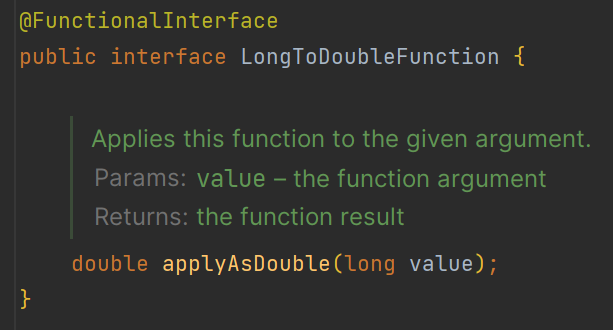 @FunctionalInterface
public interface LongToDoubleFunction {
Applies this function to the given argument.
Params: value – the function argument
Returns: the function result
double applyAsDouble(long value);
}